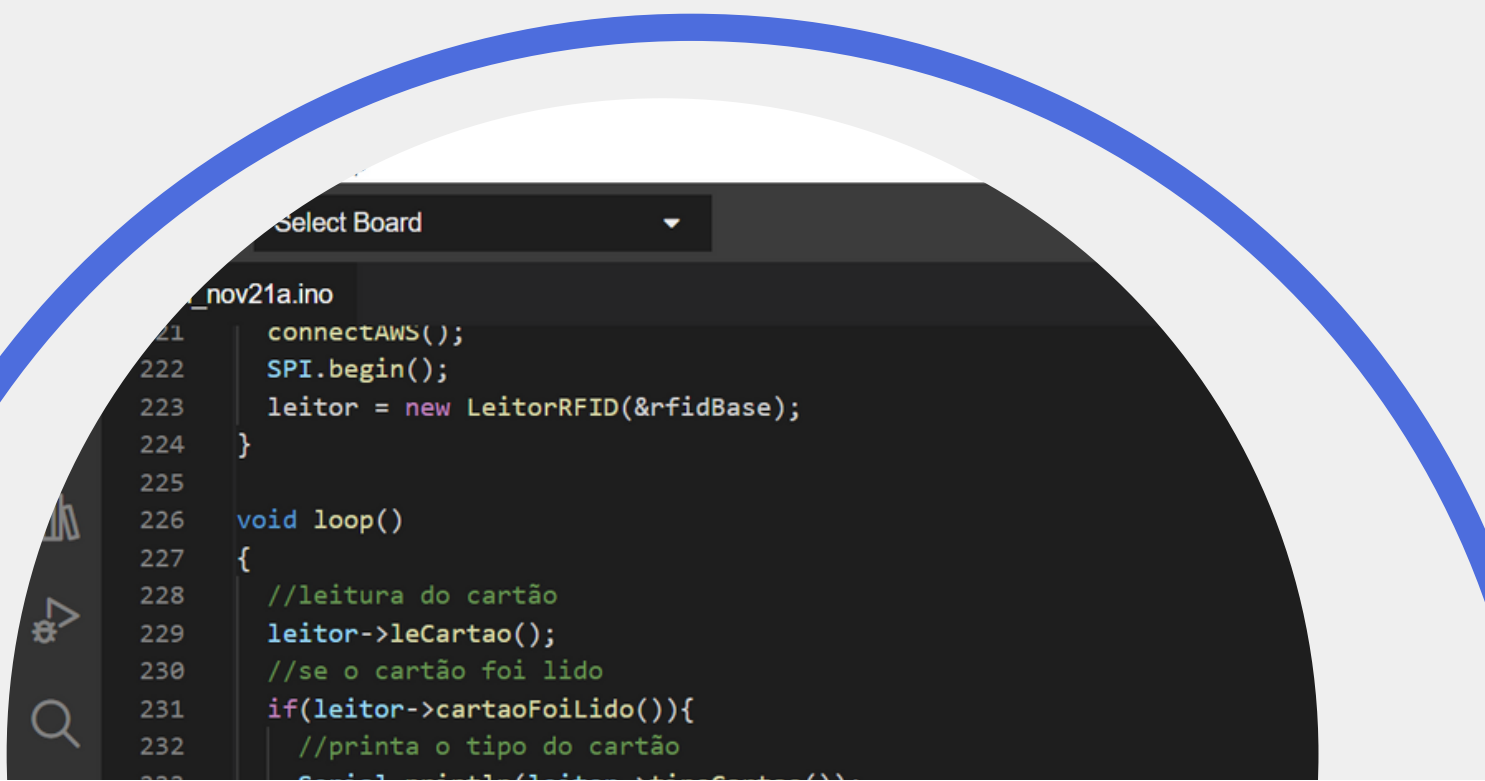 Select Board
_nov21a.ino
21 connectAWS();
222 SPI.begin();
223 leitor = new LeitorRFID(&rfidBase);
224 }
225
226 void loop()
227 {
228 //leitura do cartão
229 leitor->leCartao();
230 //se o cartão foi lido
231 if(leitor->cartaoFoiLido()){
232 //printa o tipo do cartão